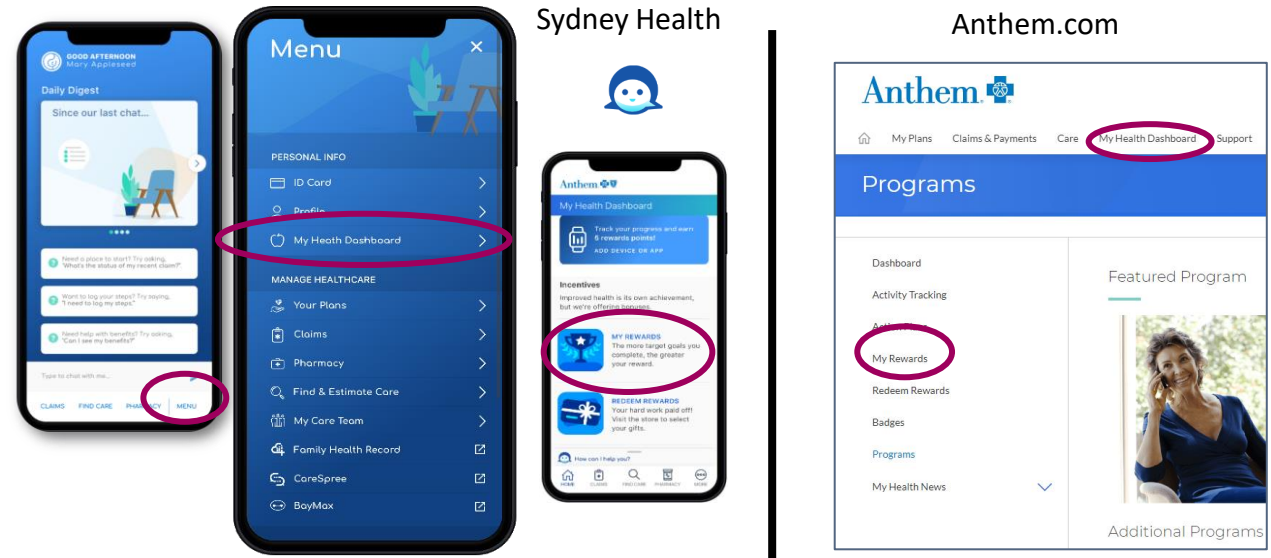 Sydney Health
Anthem.com
GOOD AFTERNOON
Mary Appleseed
Daily Digest
Since our last chat...
Need a place to start? Try asking,
"What's the status of my recent claim?"
Want to log your steps? Try saying,
"I need to log my steps."
Need help with benefits? Try asking,
"Can I see my benefits?"
Type to chat with me...
CLAIMS FIND CARE PHARMACY MENU
Menu
PERSONAL INFO
ID Card
Profile
My Heath Dashboard
MANAGE HEALTHCARE
Your Plans
Claims
Pharmacy
Find & Estimate Care
My Care Team
Family Health Record
CareSpree
BayMax
Anthem
My Health Dashboard
Track your progress and earn
5 rewards points!
ADD DEVICE OR APP
Incentives
Improved health is its own achievement,
but we're offering bonuses.
MY REWARDS
The more target goals you
complete, the greater
your reward.
REDEEM REWARDS
Your hard work paid off!
Visit the store to select
your gifts.
How can I help you?
HOME CLAIMS FIND CARE PHARMACY MORE
Anthem
My Plans Claims & Payments Care My Health Dashboard Support
Programs
Dashboard
Activity Tracking
Action Plans
My Rewards
Redeem Rewards
Badges
Programs
My Health News
Featured Program
Additional Programs